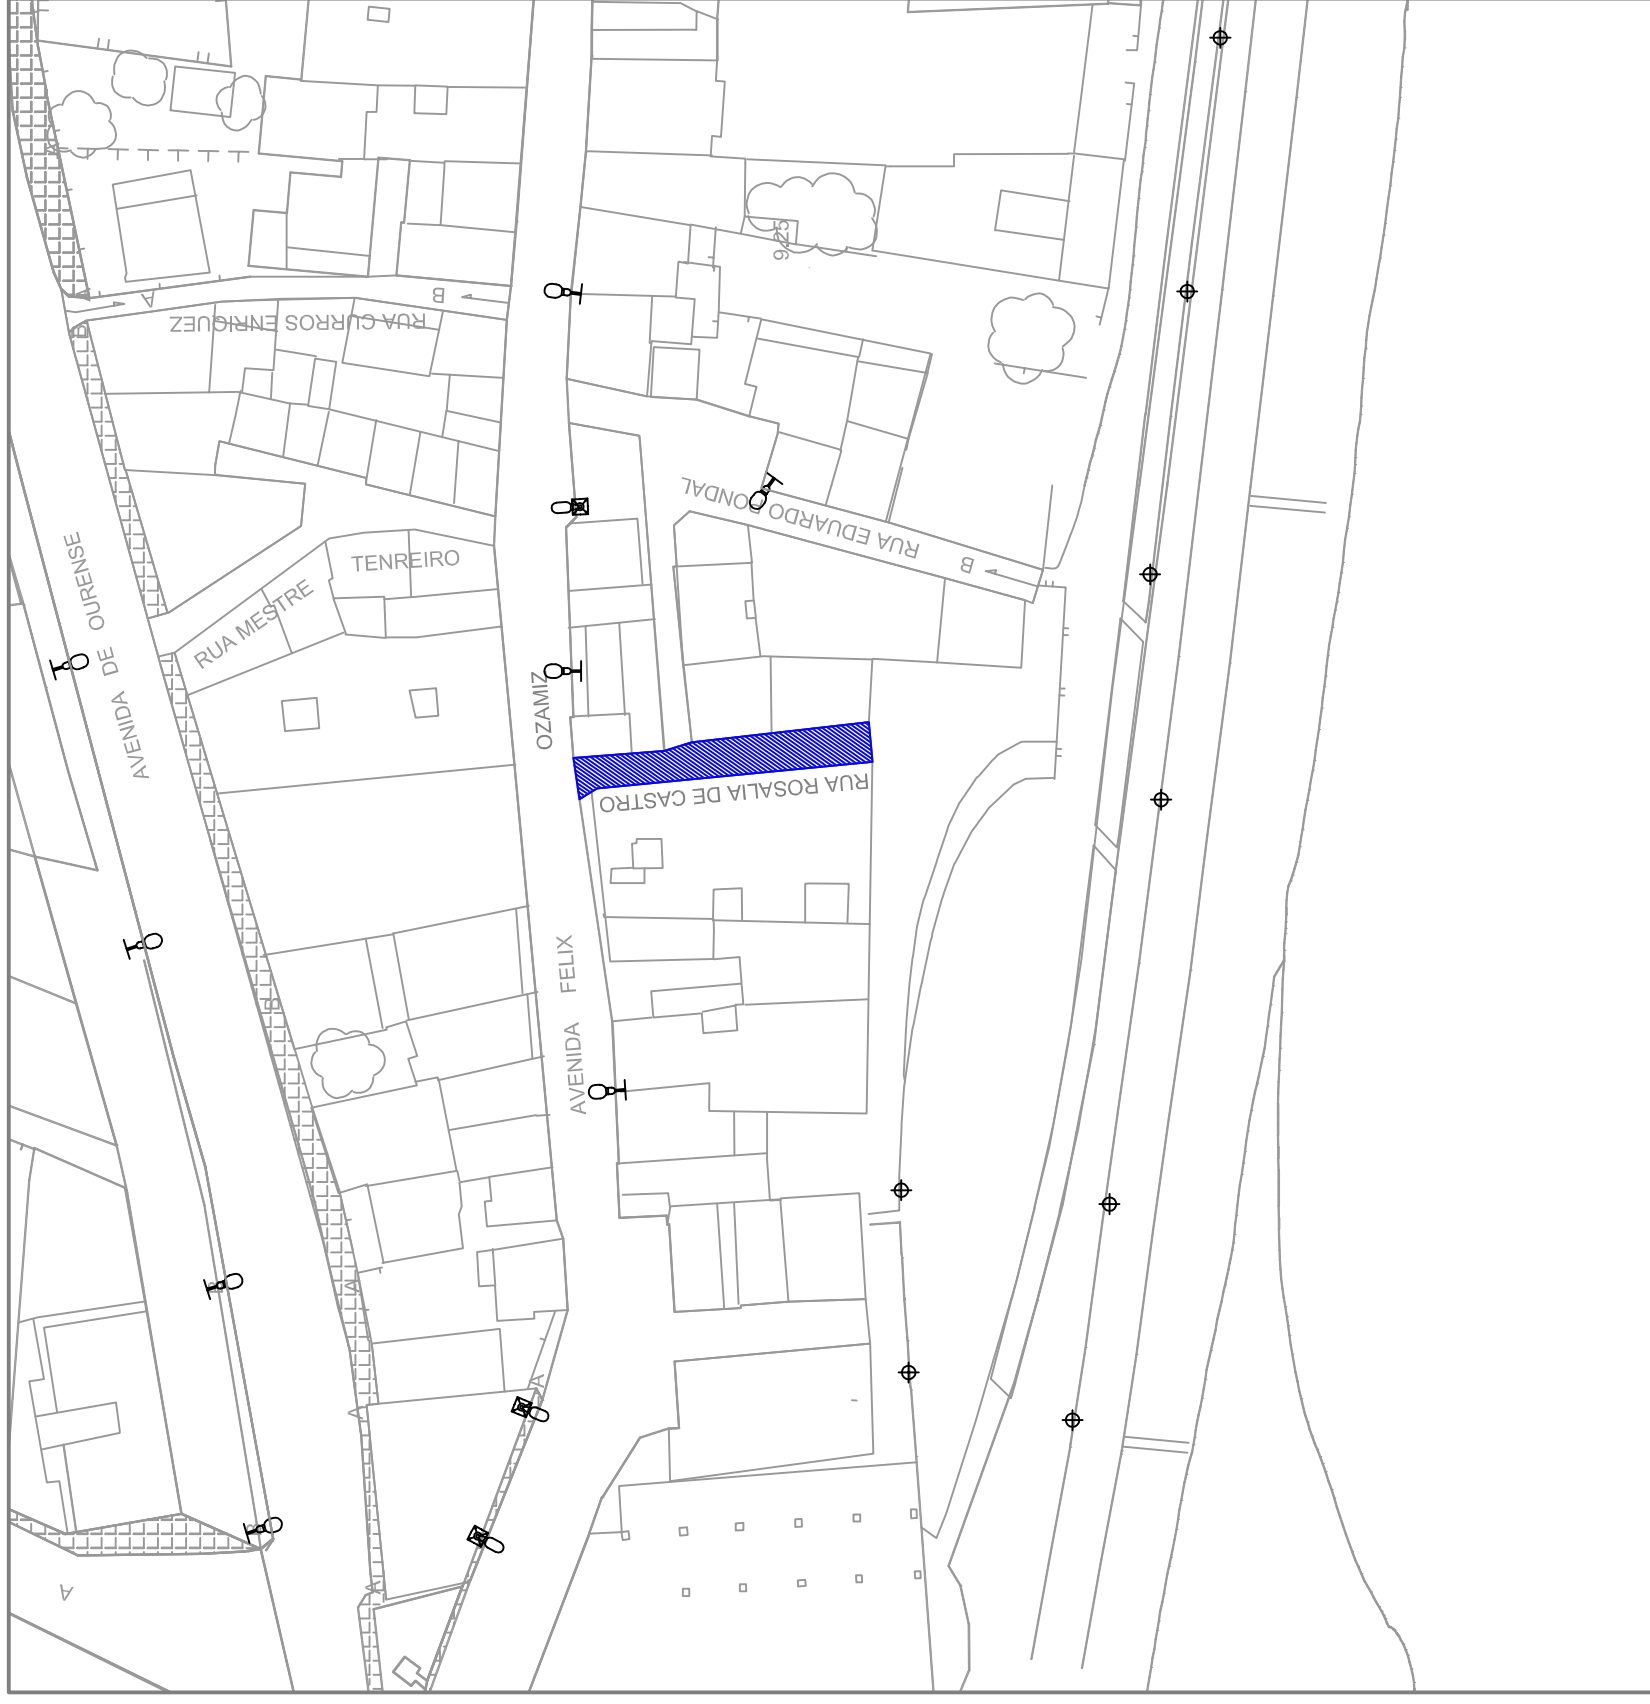 9.25
A
B
RUA CURROS ENRIQUEZ
B
RUA EDUARDO PONDAL
B
AVENIDA DE OURENSE
RUA MESTRE
TENREIRO
RUA ROSALIA DE CASTRO
AVENIDA FELIX
OZAMIZ
B
A
A
A
B
B
A
A